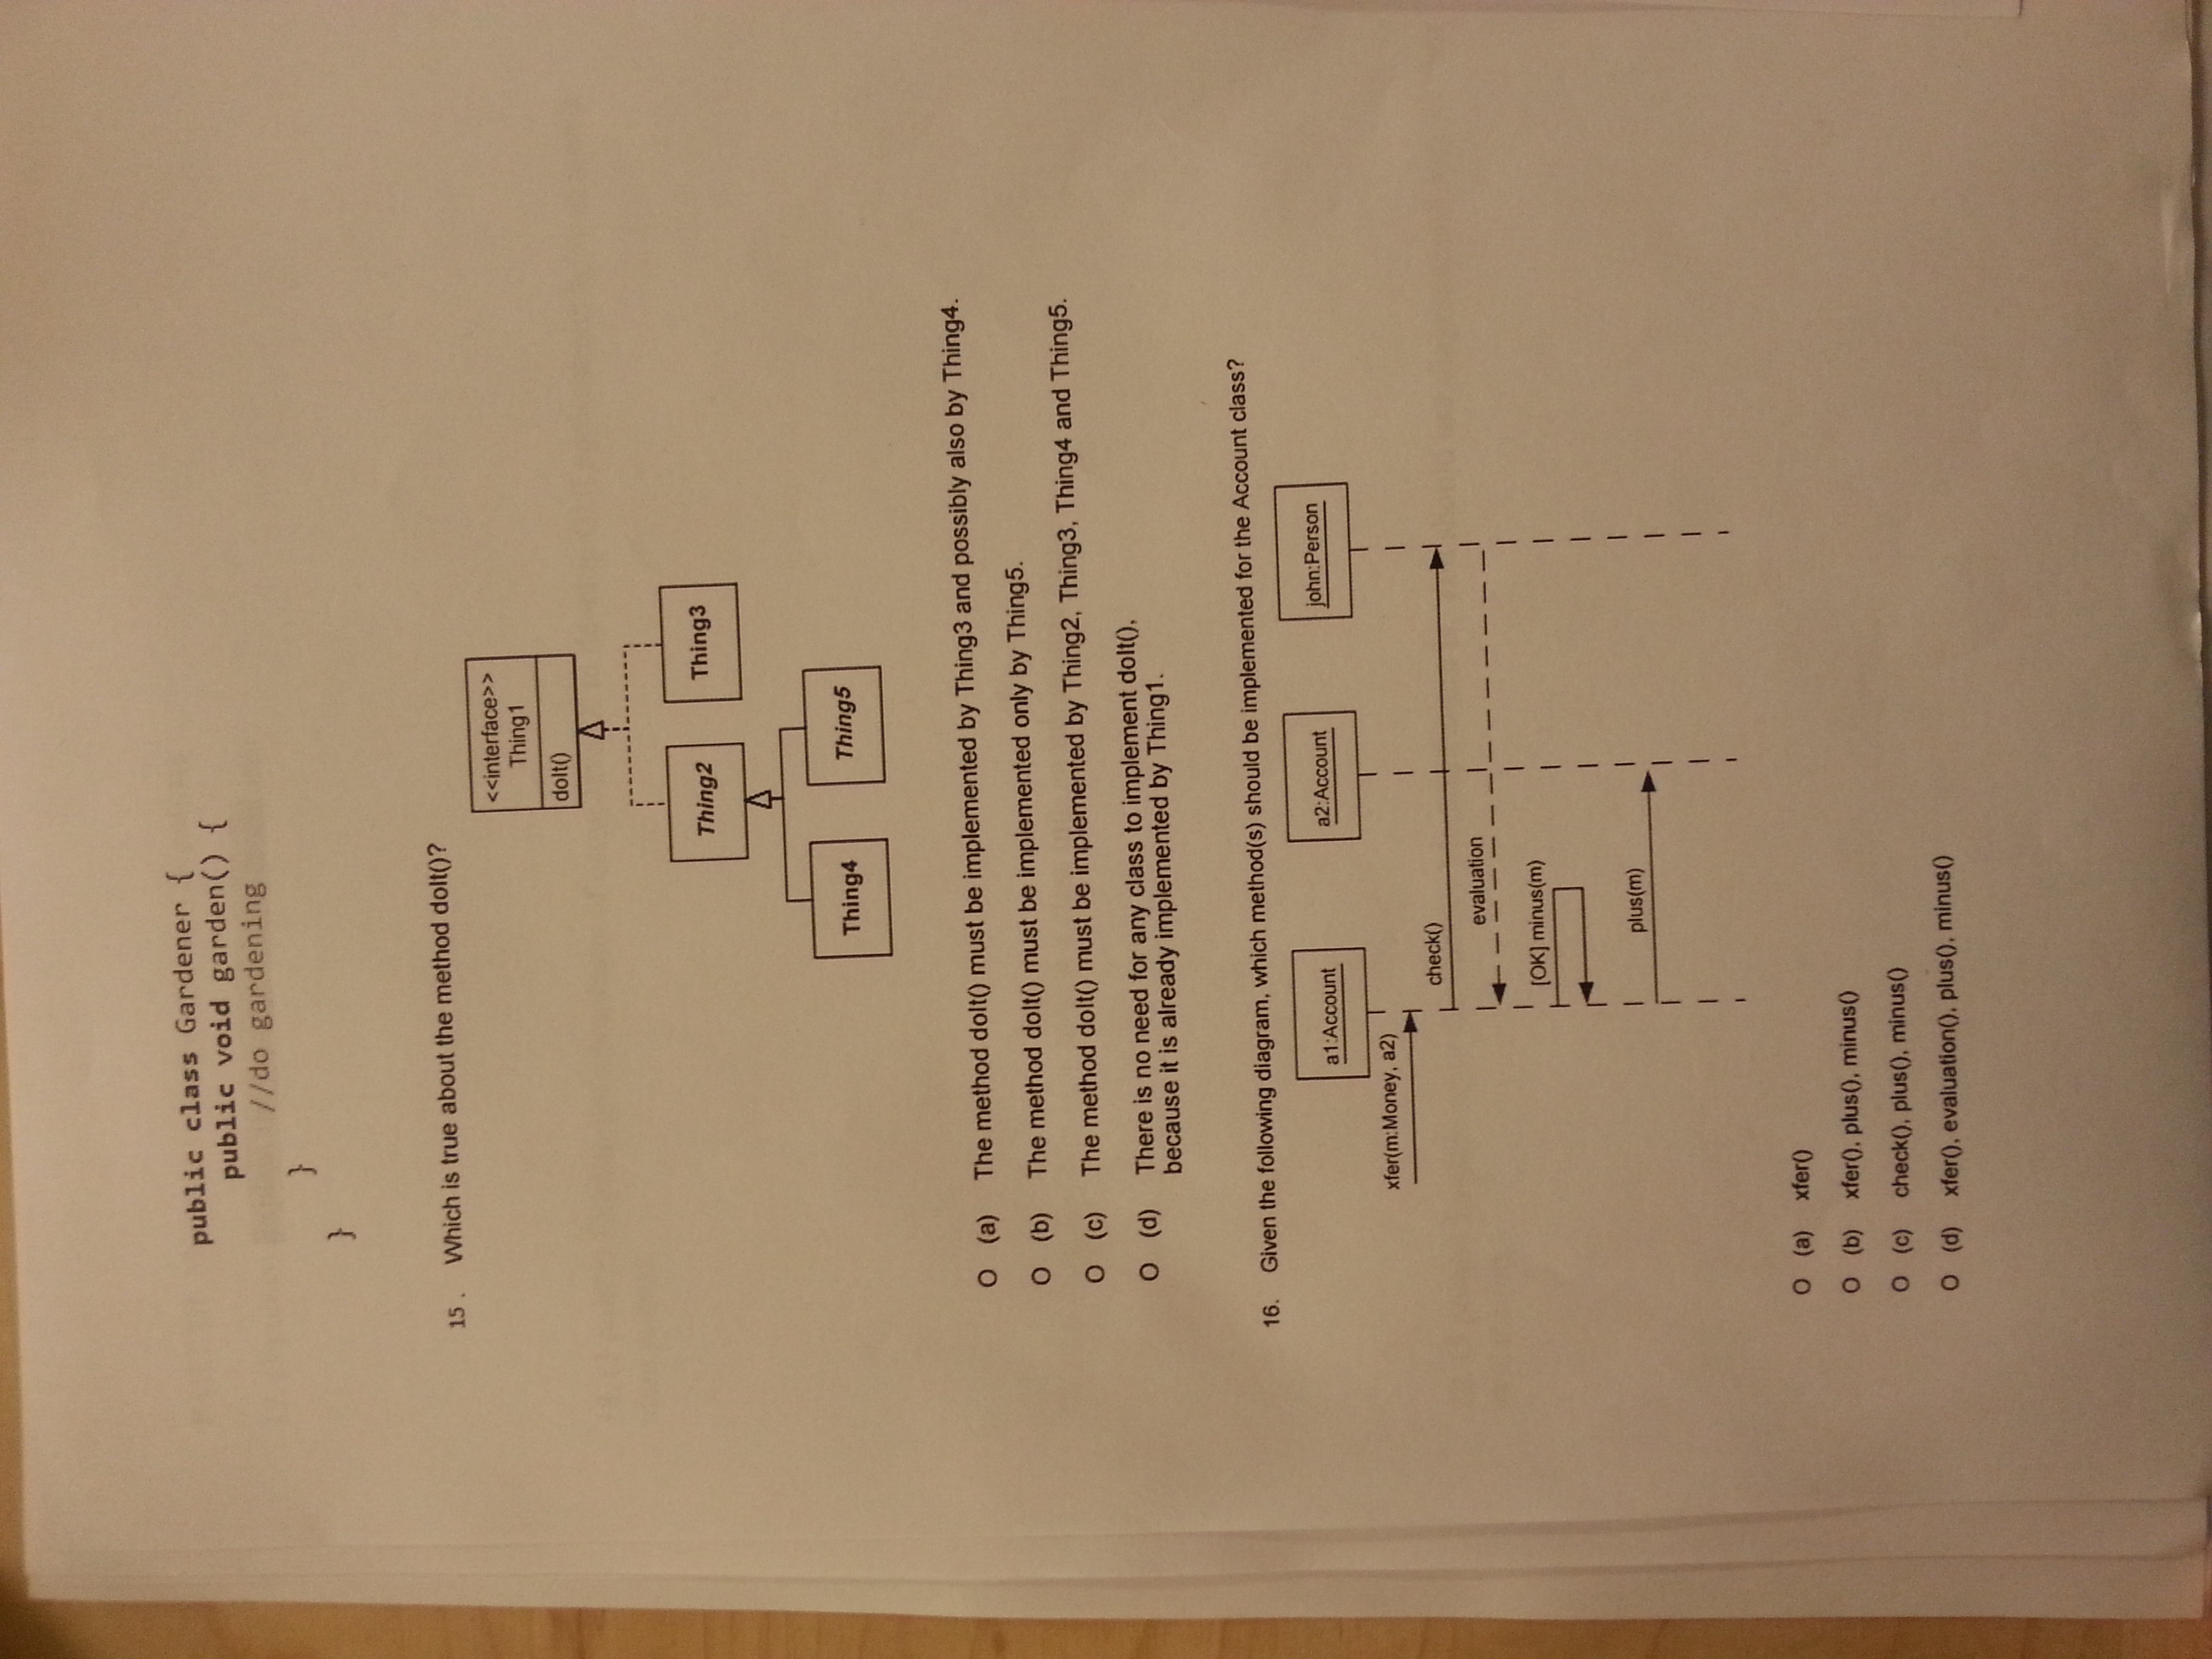 public class Gardener {
public void garden() {
//do gardening
}
}
15. Which is true about the method doIt()?
<<interface>>
Thing1
doIt()
Thing2
Thing3
Thing4
Thing5
O (a) The method doIt() must be implemented by Thing3 and possibly also by Thing4.
O (b) The method doIt() must be implemented only by Thing5.
O (c) The method doIt() must be implemented by Thing2, Thing3, Thing4 and Thing5.
O (d) There is no need for any class to implement doIt(),
because it is already implemented by Thing1.
16. Given the following diagram, which method(s) should be implemented for the Account class?
a1:Account
a2:Account
john:Person
xfer(m:Money, a2)
check()
evaluation
[OK] minus(m)
plus(m)
O (a) xfer()
O (b) xfer(), plus(), minus()
O (c) check(), plus(), minus()
O (d) xfer(), evaluation(), plus(), minus()